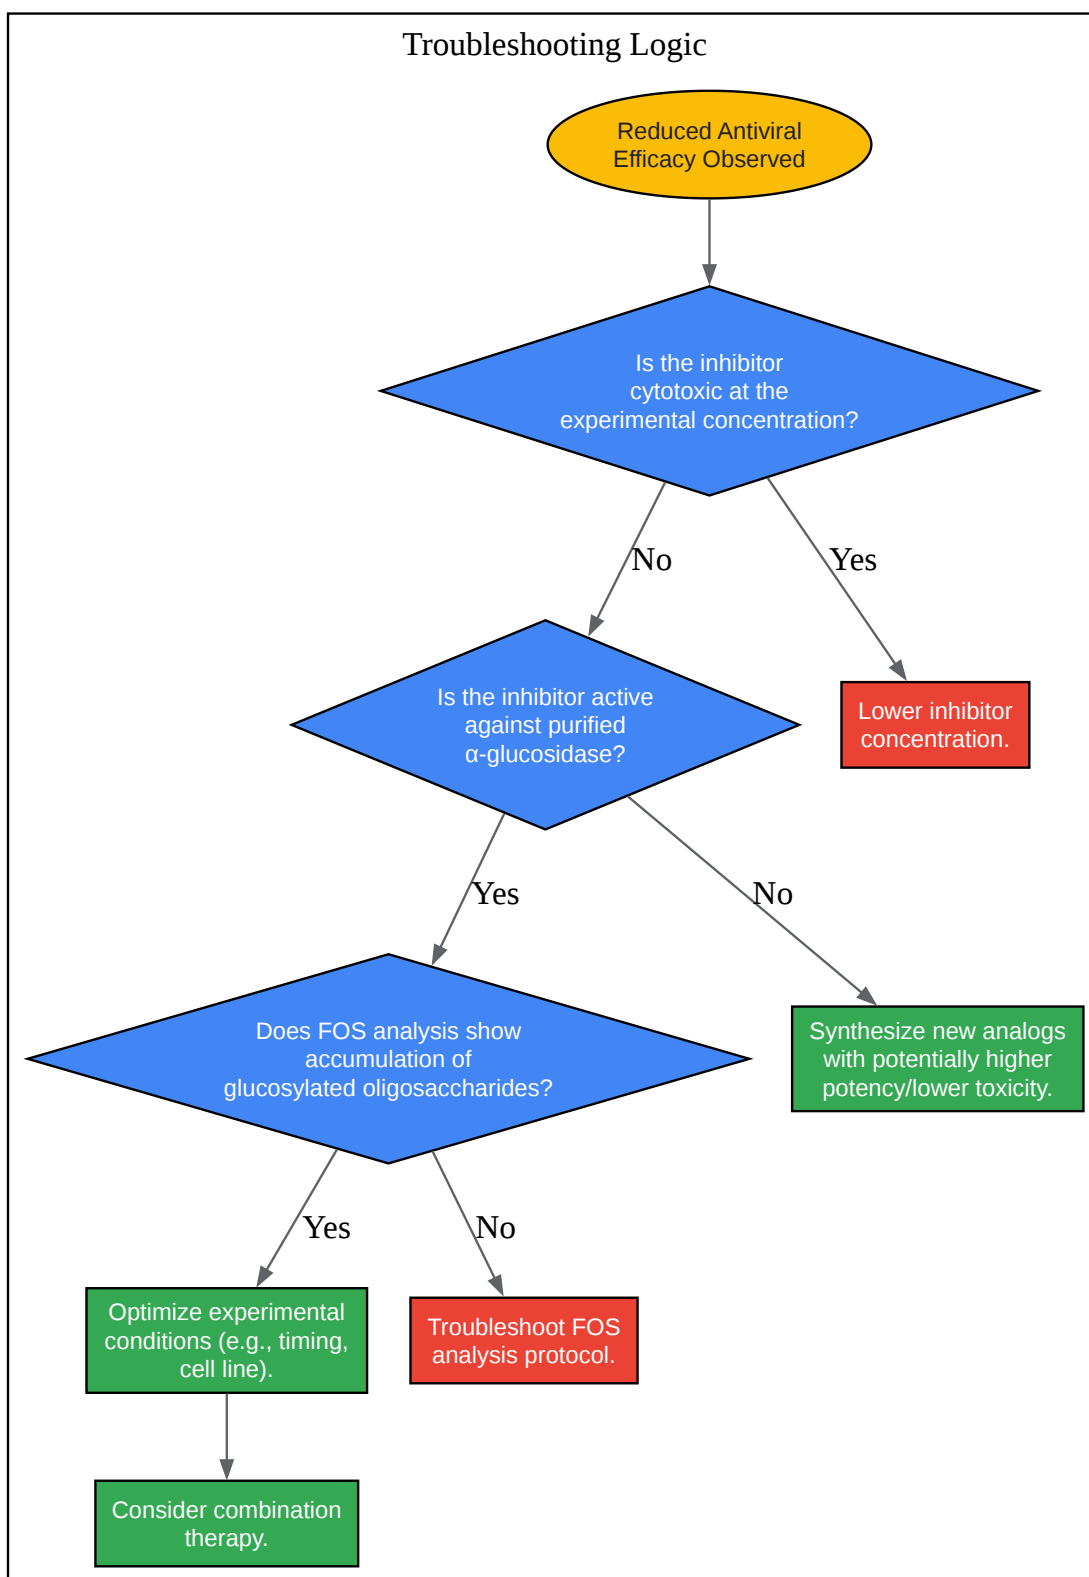 Troubleshooting Logic
Reduced Antiviral
Efficacy Observed
Is the inhibitor
cytotoxic at the
experimental concentration?
No
Yes
Is the inhibitor active
against purified
α-glucosidase?
Lower inhibitor
concentration.
Yes
No
Does FOS analysis show
accumulation of
glucosylated oligosaccharides?
Synthesize new analogs
with potentially higher
potency/lower toxicity.
Yes
No
Optimize experimental
conditions (e.g., timing,
cell line).
Troubleshoot FOS
analysis protocol.
Consider combination
therapy.